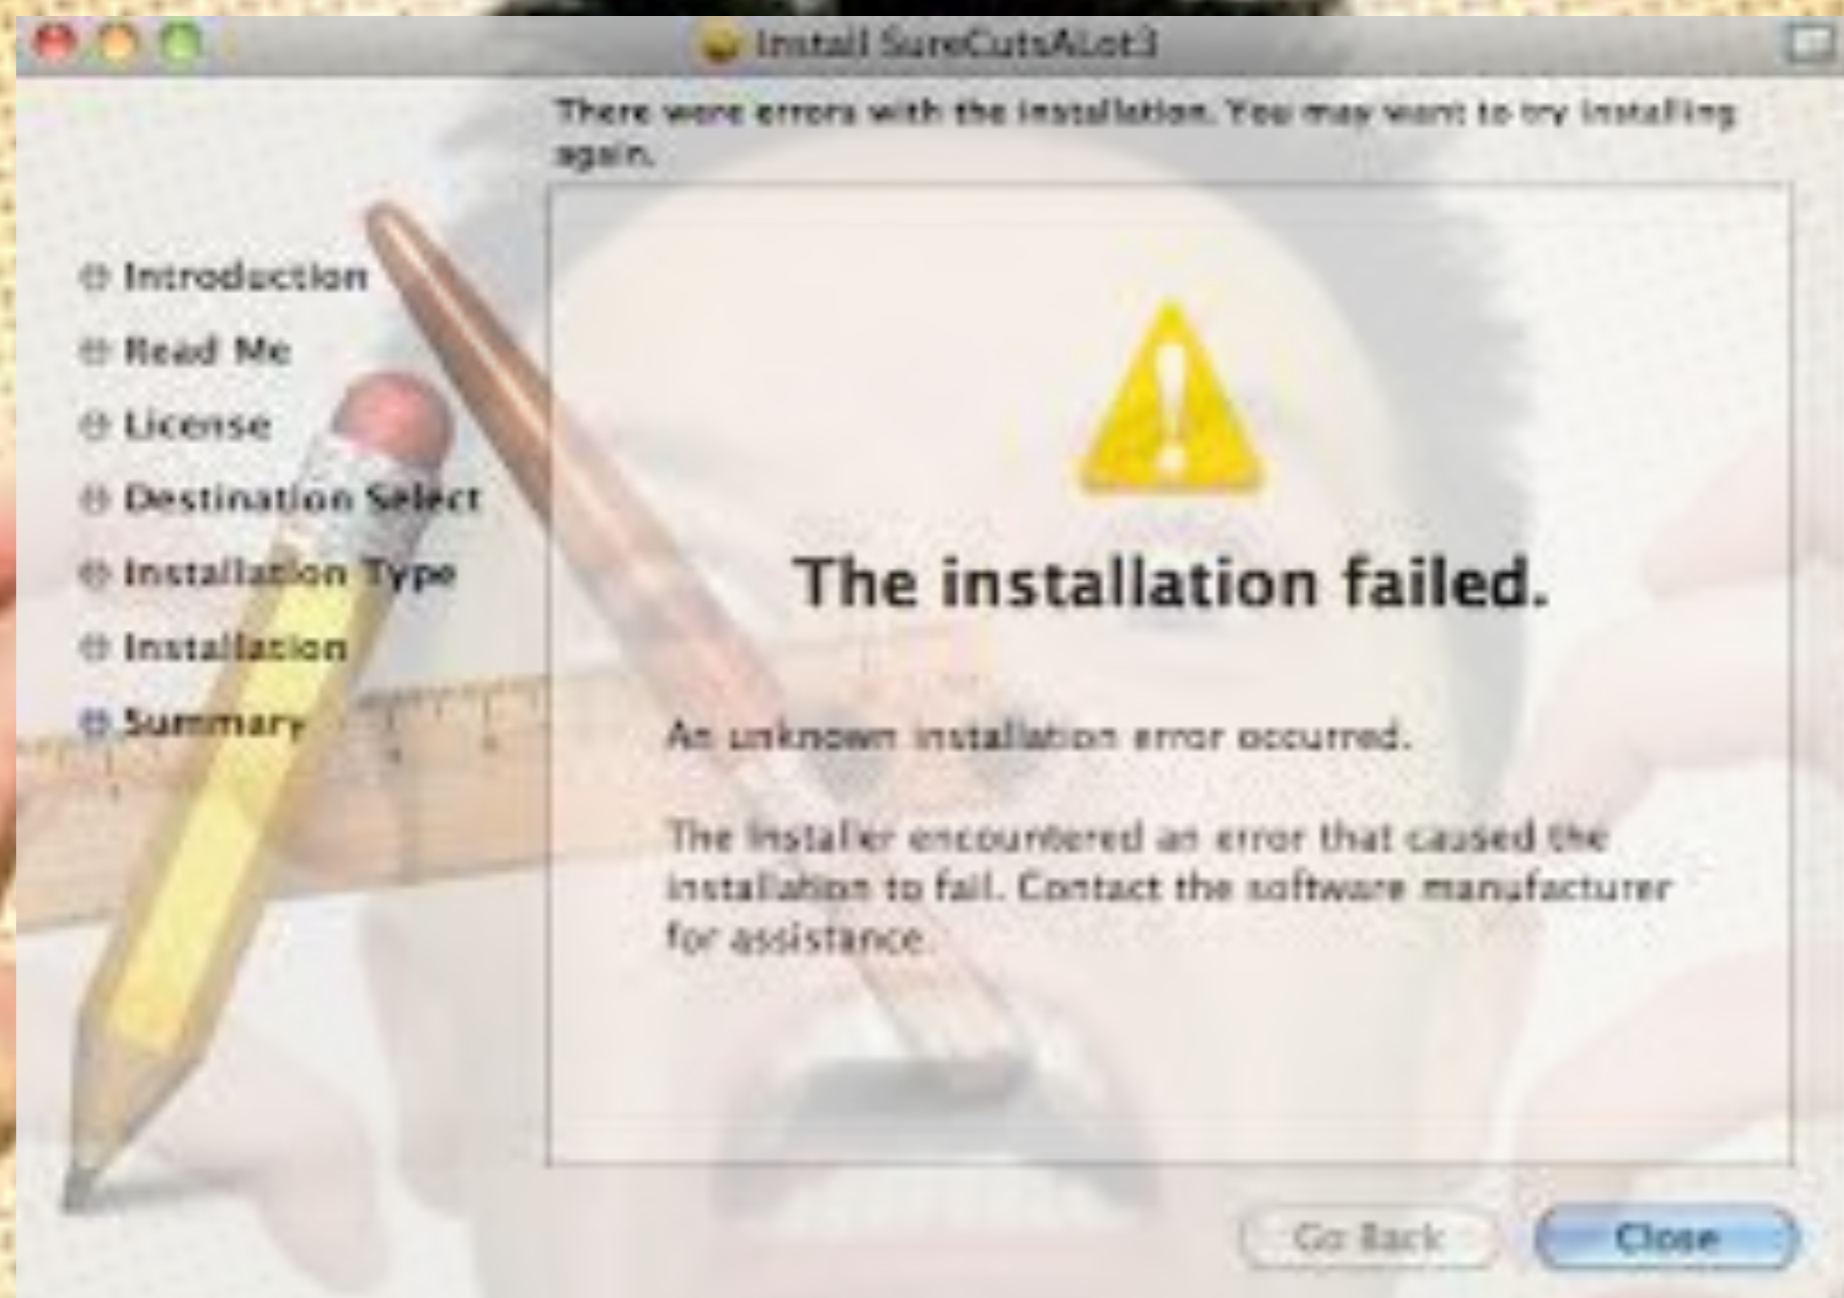 Install SureCutsALot3
There were errors with the installation. You may want to try installing
again.
Introduction
Read Me
License
Destination Select
Installation Type
Installation
Summary
The installation failed.
An unknown installation error occurred.
The Installer encountered an error that caused the
installation to fail. Contact the software manufacturer
for assistance.
Go Back
Close